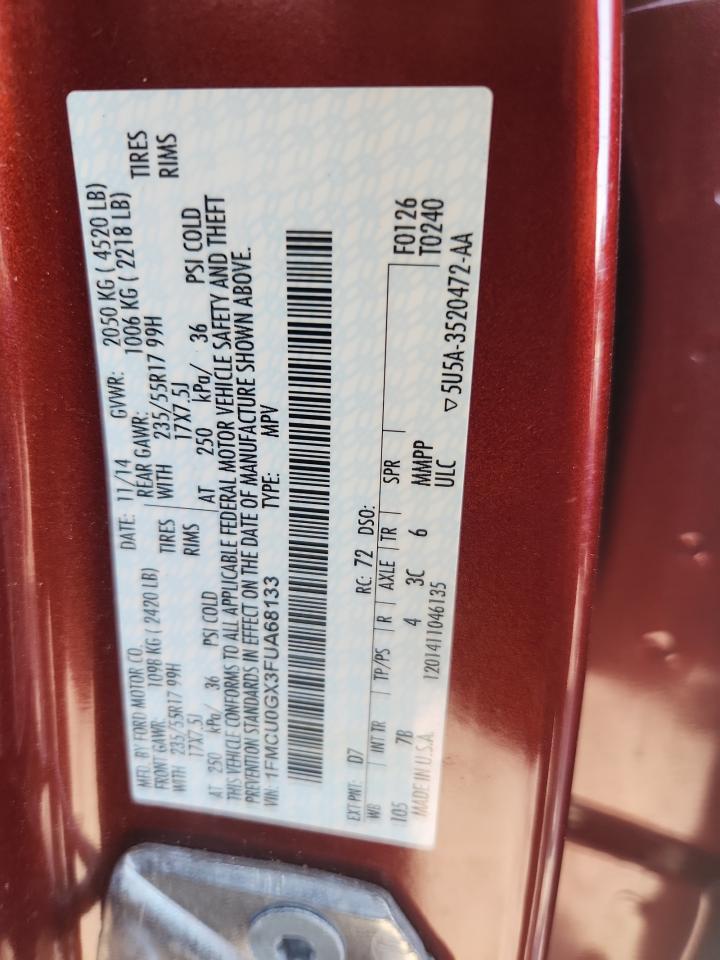 MFD. BY FORD MOTOR CO. DATE: 11/14 GVWR: 2050 KG ( 4520 LB)
FRONT GAWR: 1098 KG ( 2420 LB) REAR GAWR: 1006 KG ( 2218 LB)
WITH 235/55R17 99H TIRES WITH 235/55R17 99H TIRES
17X7.5J RIMS 17X7.5J RIMS
AT 250 kPa/ 36 PSI COLD AT 250 kPa/ 36 PSI COLD
THIS VEHICLE CONFORMS TO ALL APPLICABLE FEDERAL MOTOR VEHICLE SAFETY AND THEFT
PREVENTION STANDARDS IN EFFECT ON THE DATE OF MANUFACTURE SHOWN ABOVE.
VIN: 1FMCU0GX3FUA68133 TYPE: MPV
EXT PNT: D7 RC: 72 DSO:
WB INT TR TP/PS R AXLE TR SPR F0126
T0240
105 7B 4 3C 6 MMPP
MADE IN U.S.A. 1201411046135 ULC ▽5U5A-3520472-AA